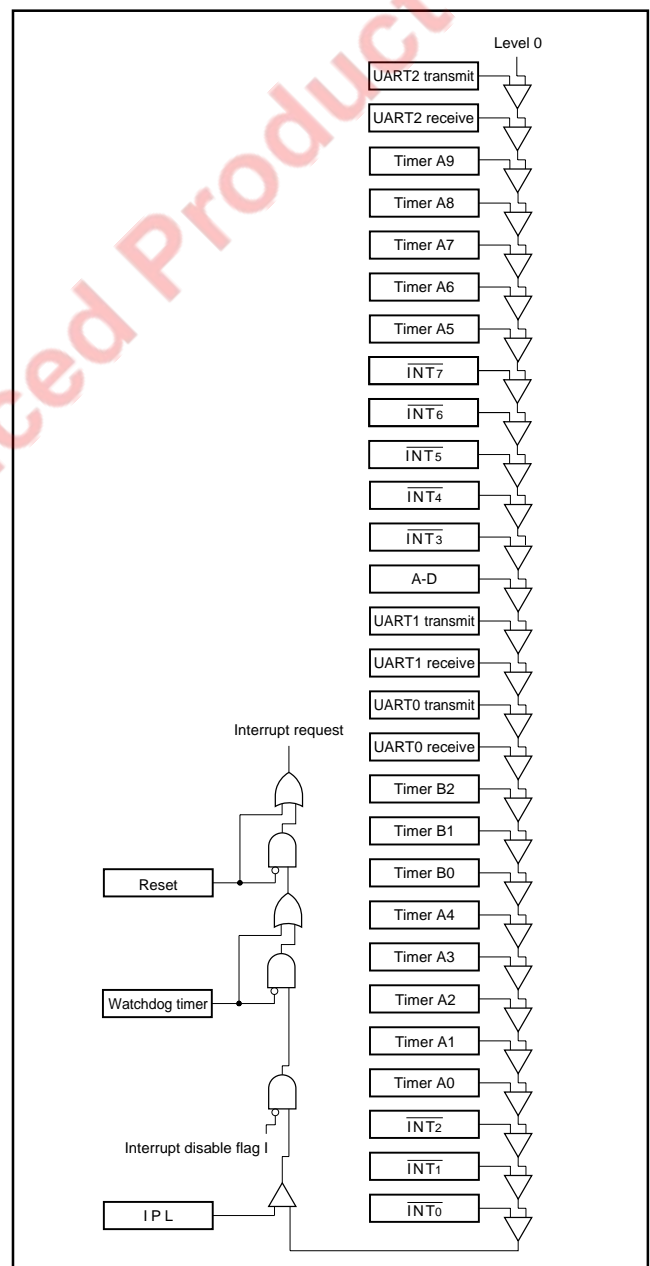 Level 0
UART2 transmit
UART2 receive
Timer A9
Timer A8
Timer A7
Timer A6
Timer A5
INT7
INT6
INT5
INT4
INT3
A-D
UART1 transmit
UART1 receive
UART0 transmit
UART0 receive
Timer B2
Timer B1
Timer B0
Timer A4
Timer A3
Timer A2
Timer A1
Timer A0
INT2
INT1
INT0
Interrupt request
Reset
Watchdog timer
Interrupt disable flag I
I P L
Product